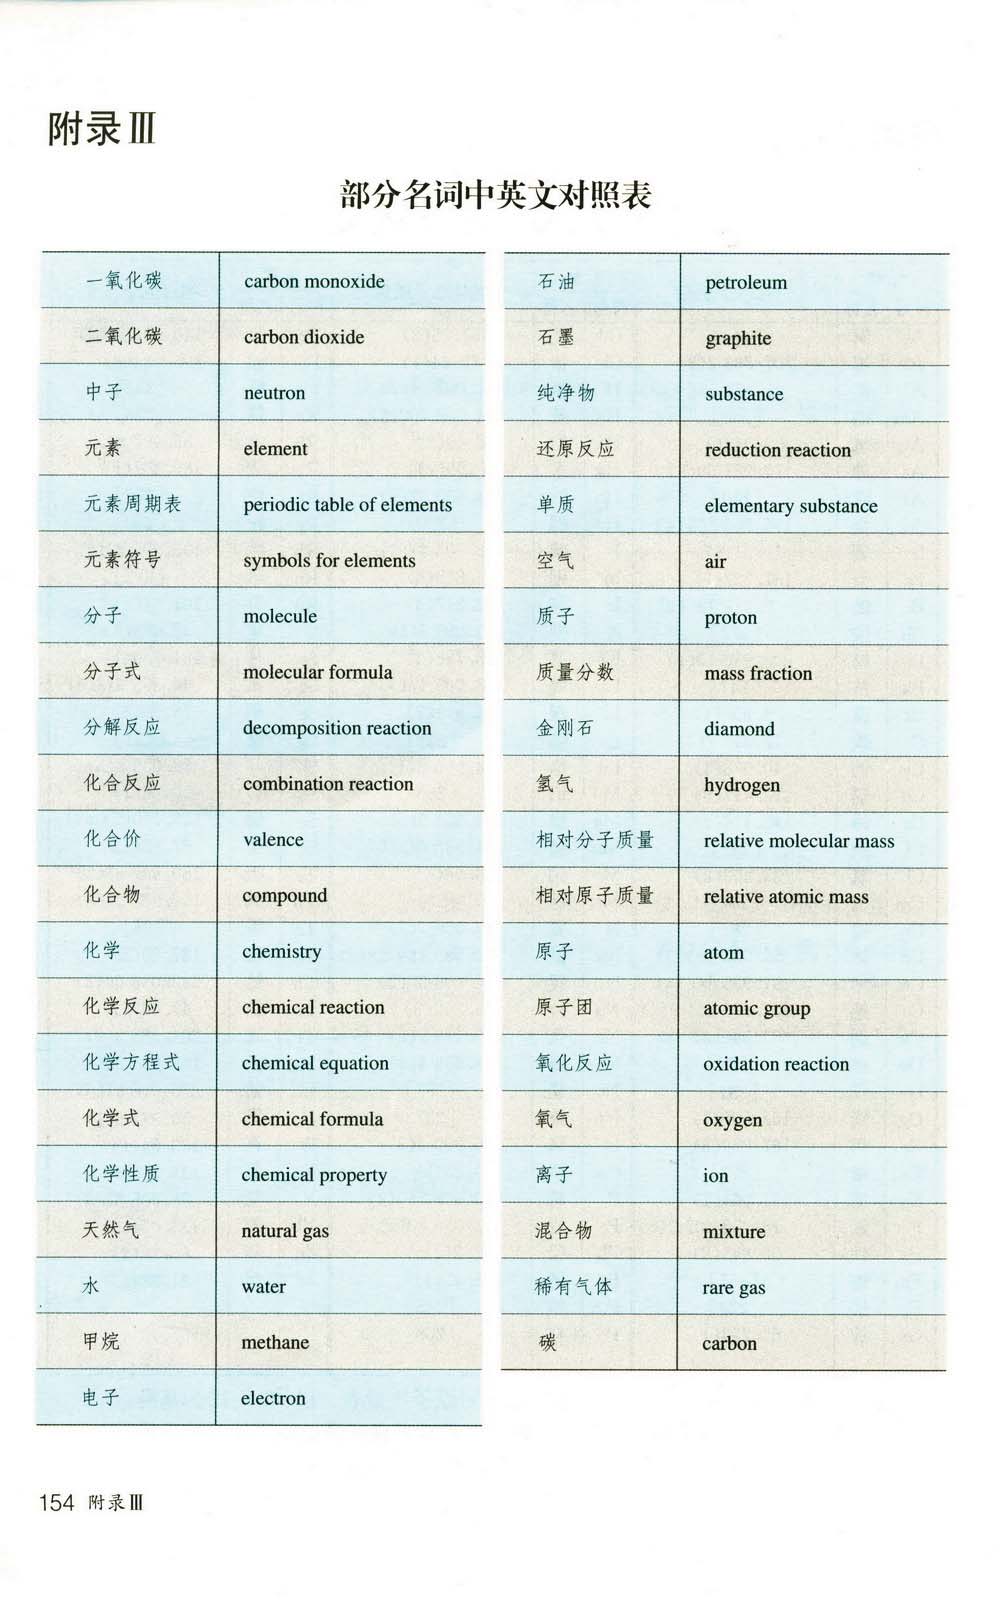 附录Ⅲ
部分名词中英文对照表
一氧化碳 carbon monoxide
二氧化碳 carbon dioxide
中子 neutron
元素 element
元素周期表 periodic table of elements
元素符号 symbols for elements
分子 molecule
分子式 molecular formula
分解反应 decomposition reaction
化合反应 combination reaction
化合价 valence
化合物 compound
化学 chemistry
化学反应 chemical reaction
化学方程式 chemical equation
化学式 chemical formula
化学性质 chemical property
天然气 natural gas
水 water
甲烷 methane
电子 electron
石油 petroleum
石墨 graphite
纯净物 substance
还原反应 reduction reaction
单质 elementary substance
空气 air
质子 proton
质量分数 mass fraction
金刚石 diamond
氢气 hydrogen
相对分子质量 relative molecular mass
相对原子质量 relative atomic mass
原子 atom
原子团 atomic group
氧化反应 oxidation reaction
氧气 oxygen
离子 ion
混合物 mixture
稀有气体 rare gas
碳 carbon
154 附录Ⅲ